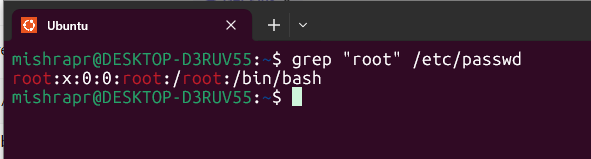 Ubuntu
mishrapr@DESKTOP-D3RUV55:~$ grep "root" /etc/passwd
root:x:0:0:root:/root:/bin/bash
mishrapr@DESKTOP-D3RUV55:~$